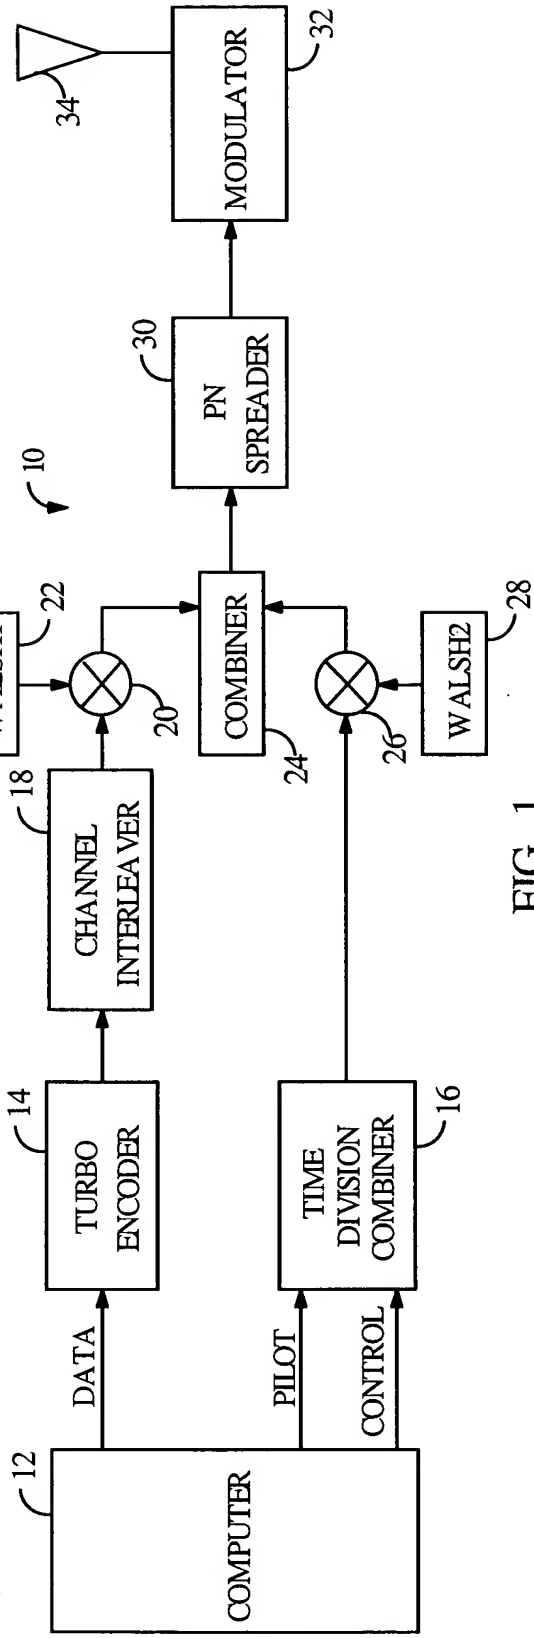 12
COMPUTER
DATA
PILOT
CONTROL
14
TURBO
ENCODER
TIME
DIVISION
COMBINER
16
18
CHANNEL
INTERLEAVER
22
20
10
COMBINER
24
26
WALSH2
28
30
PN
SPREADER
34
MODULATOR
32
FIG. 1